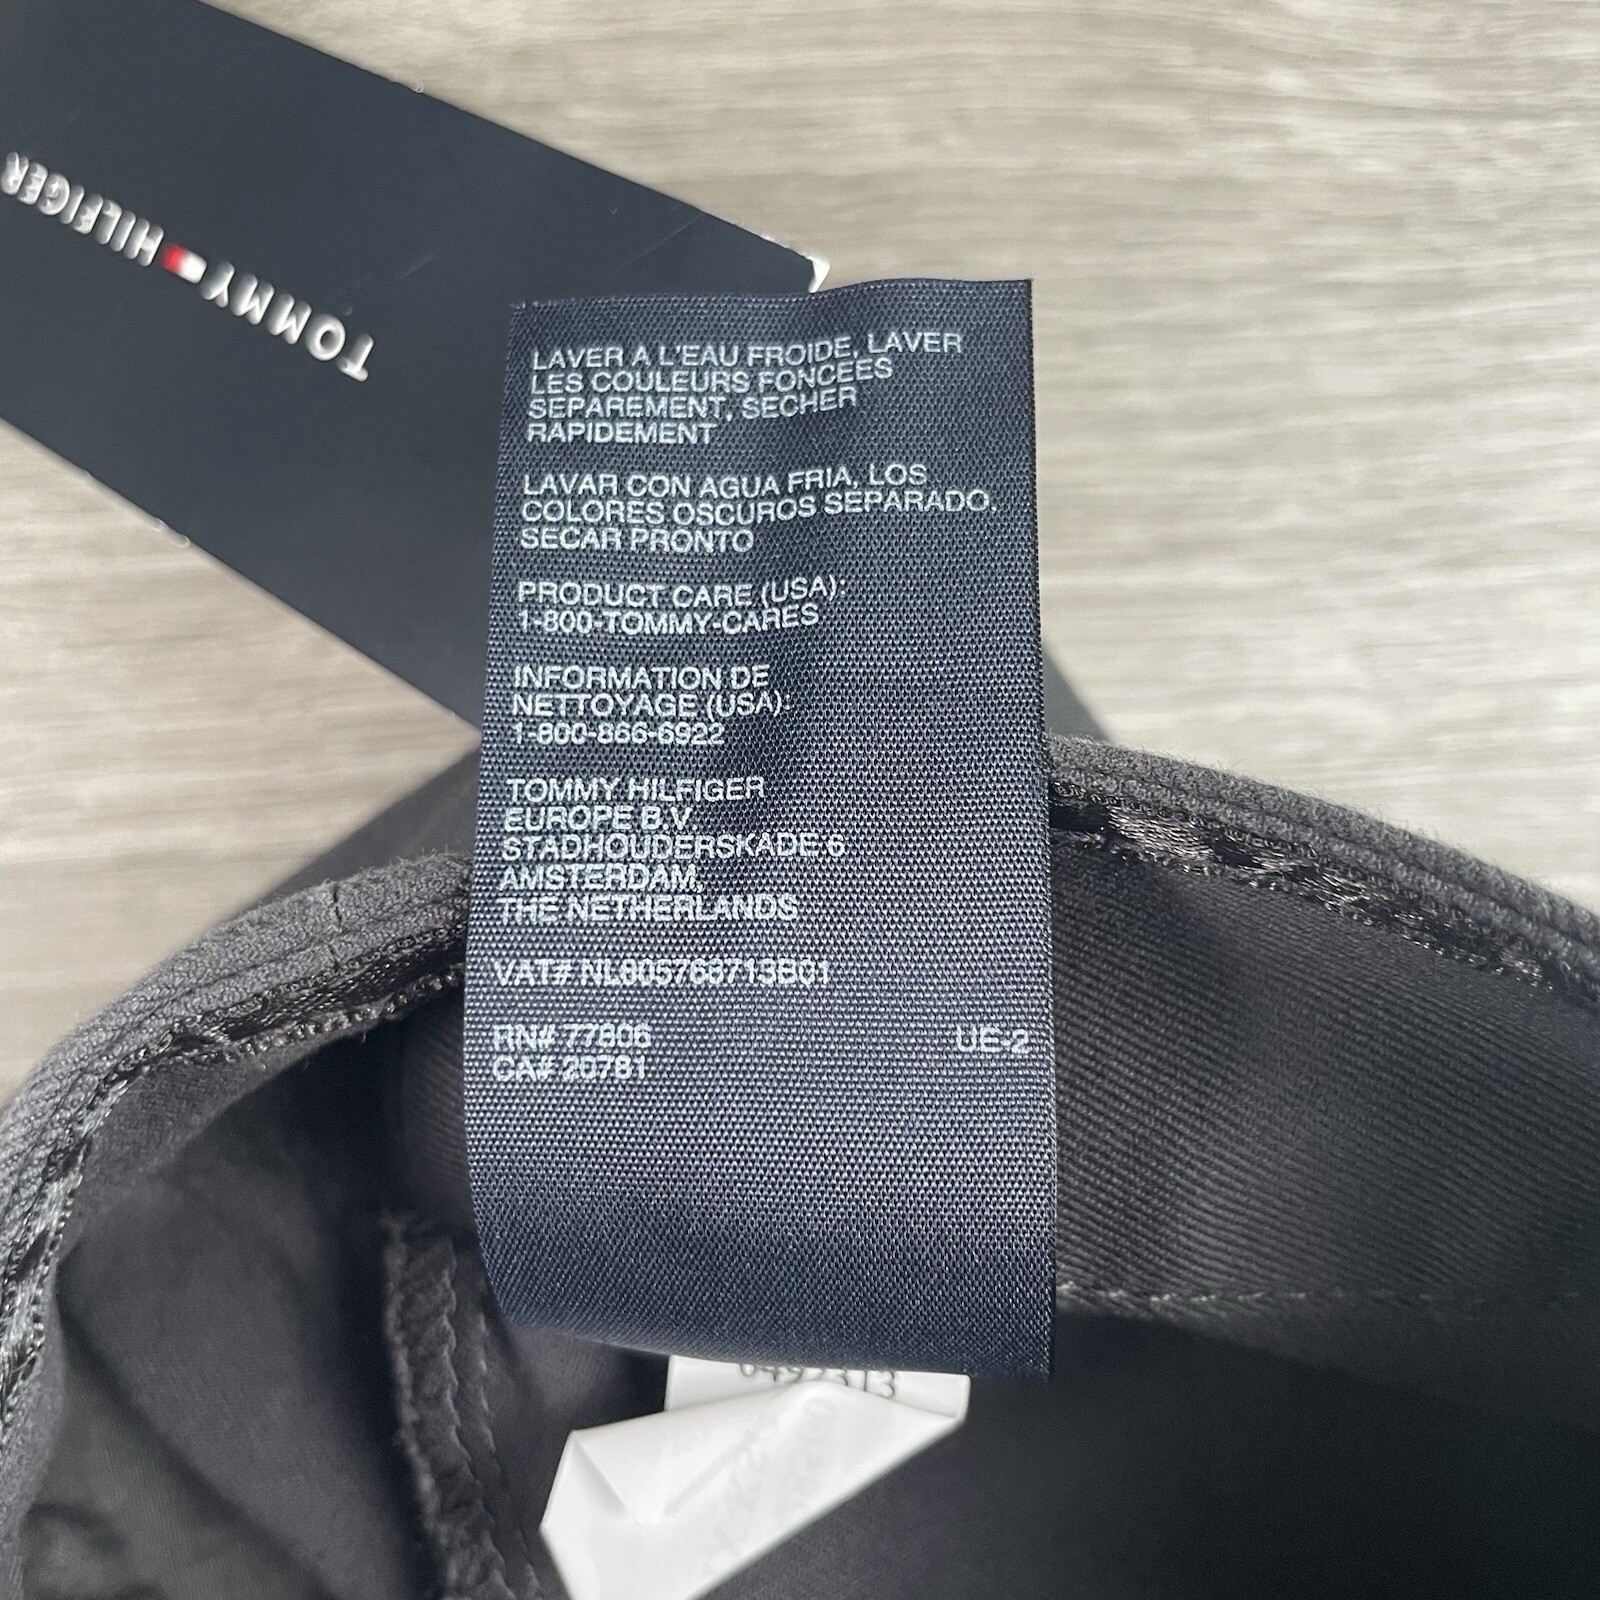 TOMMY HILFIGER
LAVER A L'EAU FROIDE, LAVER
LES COULEURS FONCEES
SEPAREMENT, SECHER
RAPIDEMENT
LAVAR CON AGUA FRIA, LOS
COLORES OSCUROS SEPARADO,
SECAR PRONTO
PRODUCT CARE (USA):
1-800-TOMMY-CARES
INFORMATION DE
NETTOYAGE (USA):
1-800-866-6922
TOMMY HILFIGER
EUROPE B.V.
STADHOUDERSKADE 6
AMSTERDAM,
THE NETHERLANDS
VAT# NL805768713B01
RN# 77806 UE-2
CA# 20781